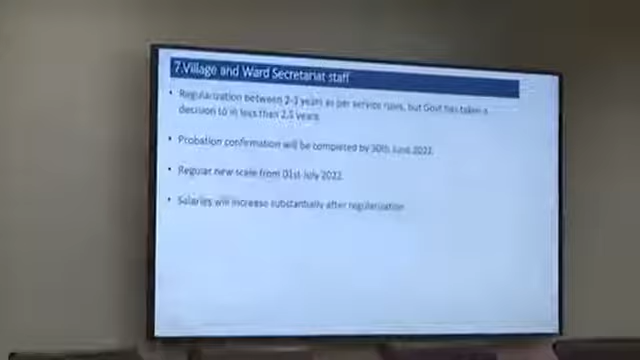 7.Village and Ward Secretariat staff
• Regularization between 2-3 years as per service rules, but Govt has taken a
decision to in less than 2.5 years
• Probation confirmation will be completed by 30th June 2022.
• Regular new scale from 01st July 2022
• Salaries will increase substantially after regularization